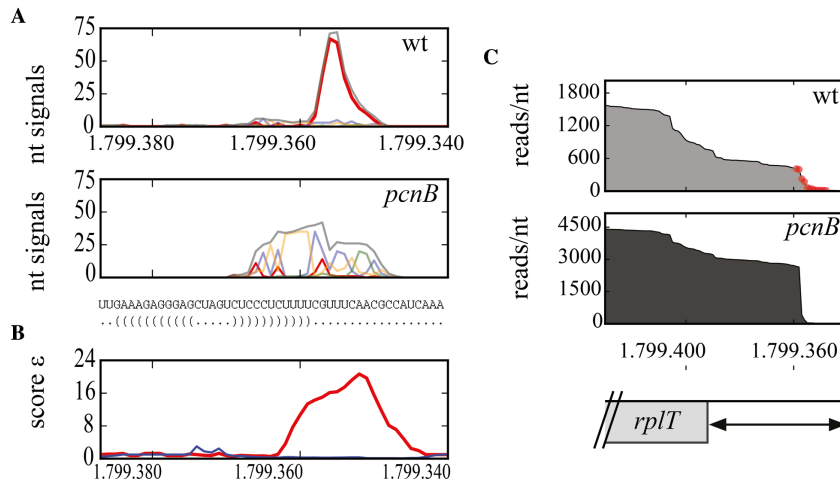 A
75
50
25
0
nt signals
wt
1.799.380
1.799.360
1.799.340
75
50
25
0
nt signals
pcnB
UUGAAAGAGGGAGCUAGUCUCCCUCUUUUCGUUUCAACGCCAUCAAA
..(((((((((((.....)))))))))))..................
B
24
16
8
0
score ε
1.799.380
1.799.360
1.799.340
C
1800
1200
600
0
reads/nt
wt
4500
3000
1500
0
reads/nt
pcnB
1.799.400
1.799.360
rplT